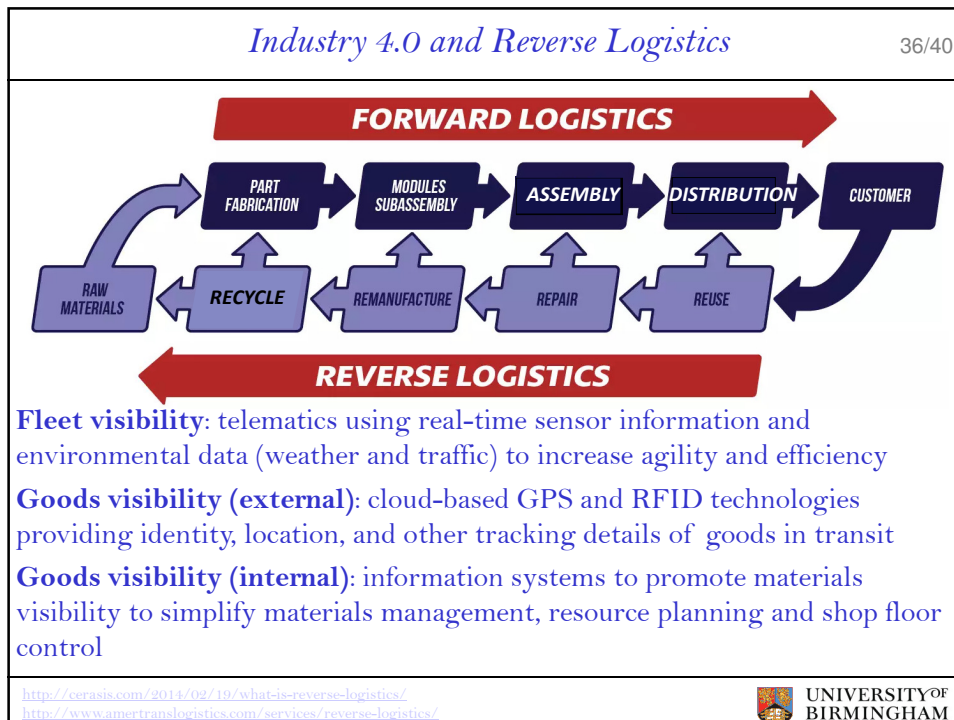 Industry 4.0 and Reverse Logistics
36/40
FORWARD LOGISTICS
PART
FABRICATION
MODULES
SUBASSEMBLY
ASSEMBLY
DISTRIBUTION
CUSTOMER
RAW
MATERIALS
RECYCLE
REMANUFACTURE
REPAIR
REUSE
REVERSE LOGISTICS
Fleet visibility: telematics using real-time sensor information and
environmental data (weather and traffic) to increase agility and efficiency
Goods visibility (external): cloud-based GPS and RFID technologies
providing identity, location, and other tracking details of goods in transit
Goods visibility (internal): information systems to promote materials
visibility to simplify materials management, resource planning and shop floor
control
http://cerasis.com/2014/02/19/what-is-reverse-logistics/
http://www.amertranslogistics.com/services/reverse-logistics/
UNIVERSITY OF
BIRMINGHAM